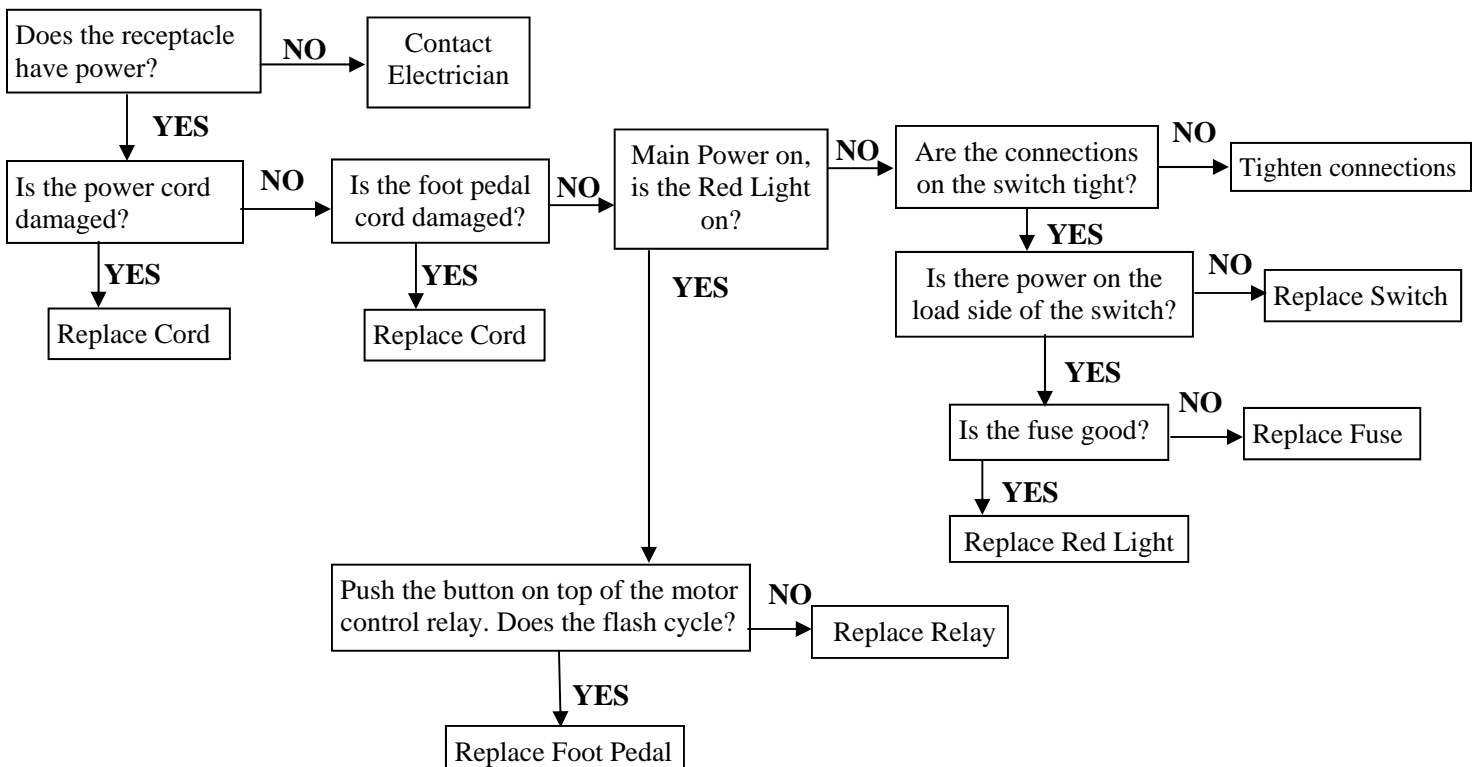 Does the receptacle
have power?
NO
Contact
Electrician
YES
Is the power cord
damaged?
NO
Is the foot pedal
cord damaged?
NO
Main Power on,
is the Red Light
on?
NO
Are the connections
on the switch tight?
NO
Tighten connections
YES
Replace Cord
YES
Replace Cord
YES
YES
Is there power on the
load side of the switch?
NO
Replace Switch
YES
Is the fuse good?
NO
Replace Fuse
YES
Replace Red Light
Push the button on top of the motor
control relay. Does the flash cycle?
NO
Replace Relay
YES
Replace Foot Pedal